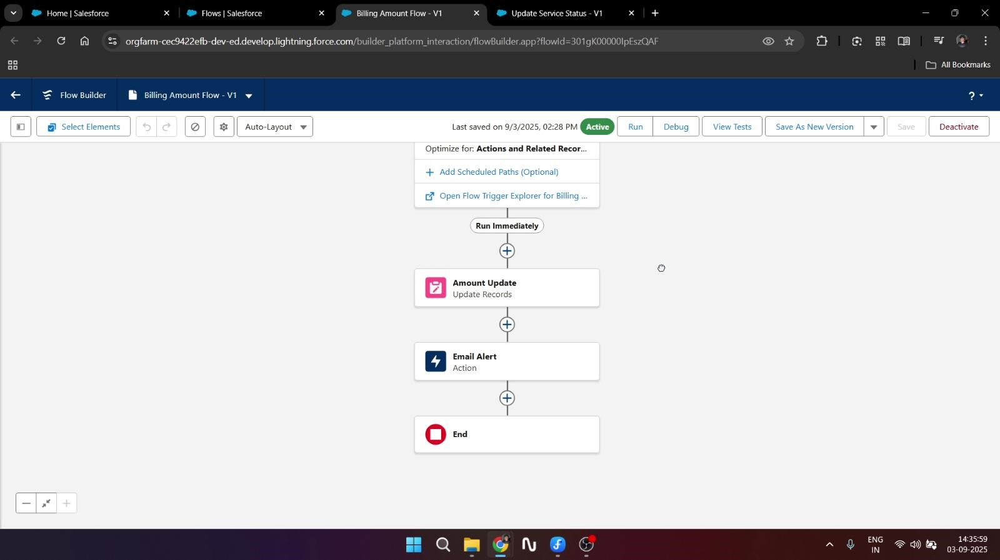 Home | Salesforce
Flows | Salesforce
Billing Amount Flow - V1
Update Service Status - V1
orgfarm-cec9422efb-dev-ed.develop.lightning.force.com/builder_platform_interaction/flowBuilder.app?flowId=301gK00000IpEszQAF
All Bookmarks
Flow Builder
Billing Amount Flow - V1
?
Select Elements
Auto-Layout
Last saved on 9/3/2025, 02:28 PM
Active
Run
Debug
View Tests
Save As New Version
Save
Deactivate
Optimize for: Actions and Related Recor...
Add Scheduled Paths (Optional)
Open Flow Trigger Explorer for Billing ...
Run Immediately
Amount Update
Update Records
Email Alert
Action
End
ENG
IN
14:35:59
03-09-2025